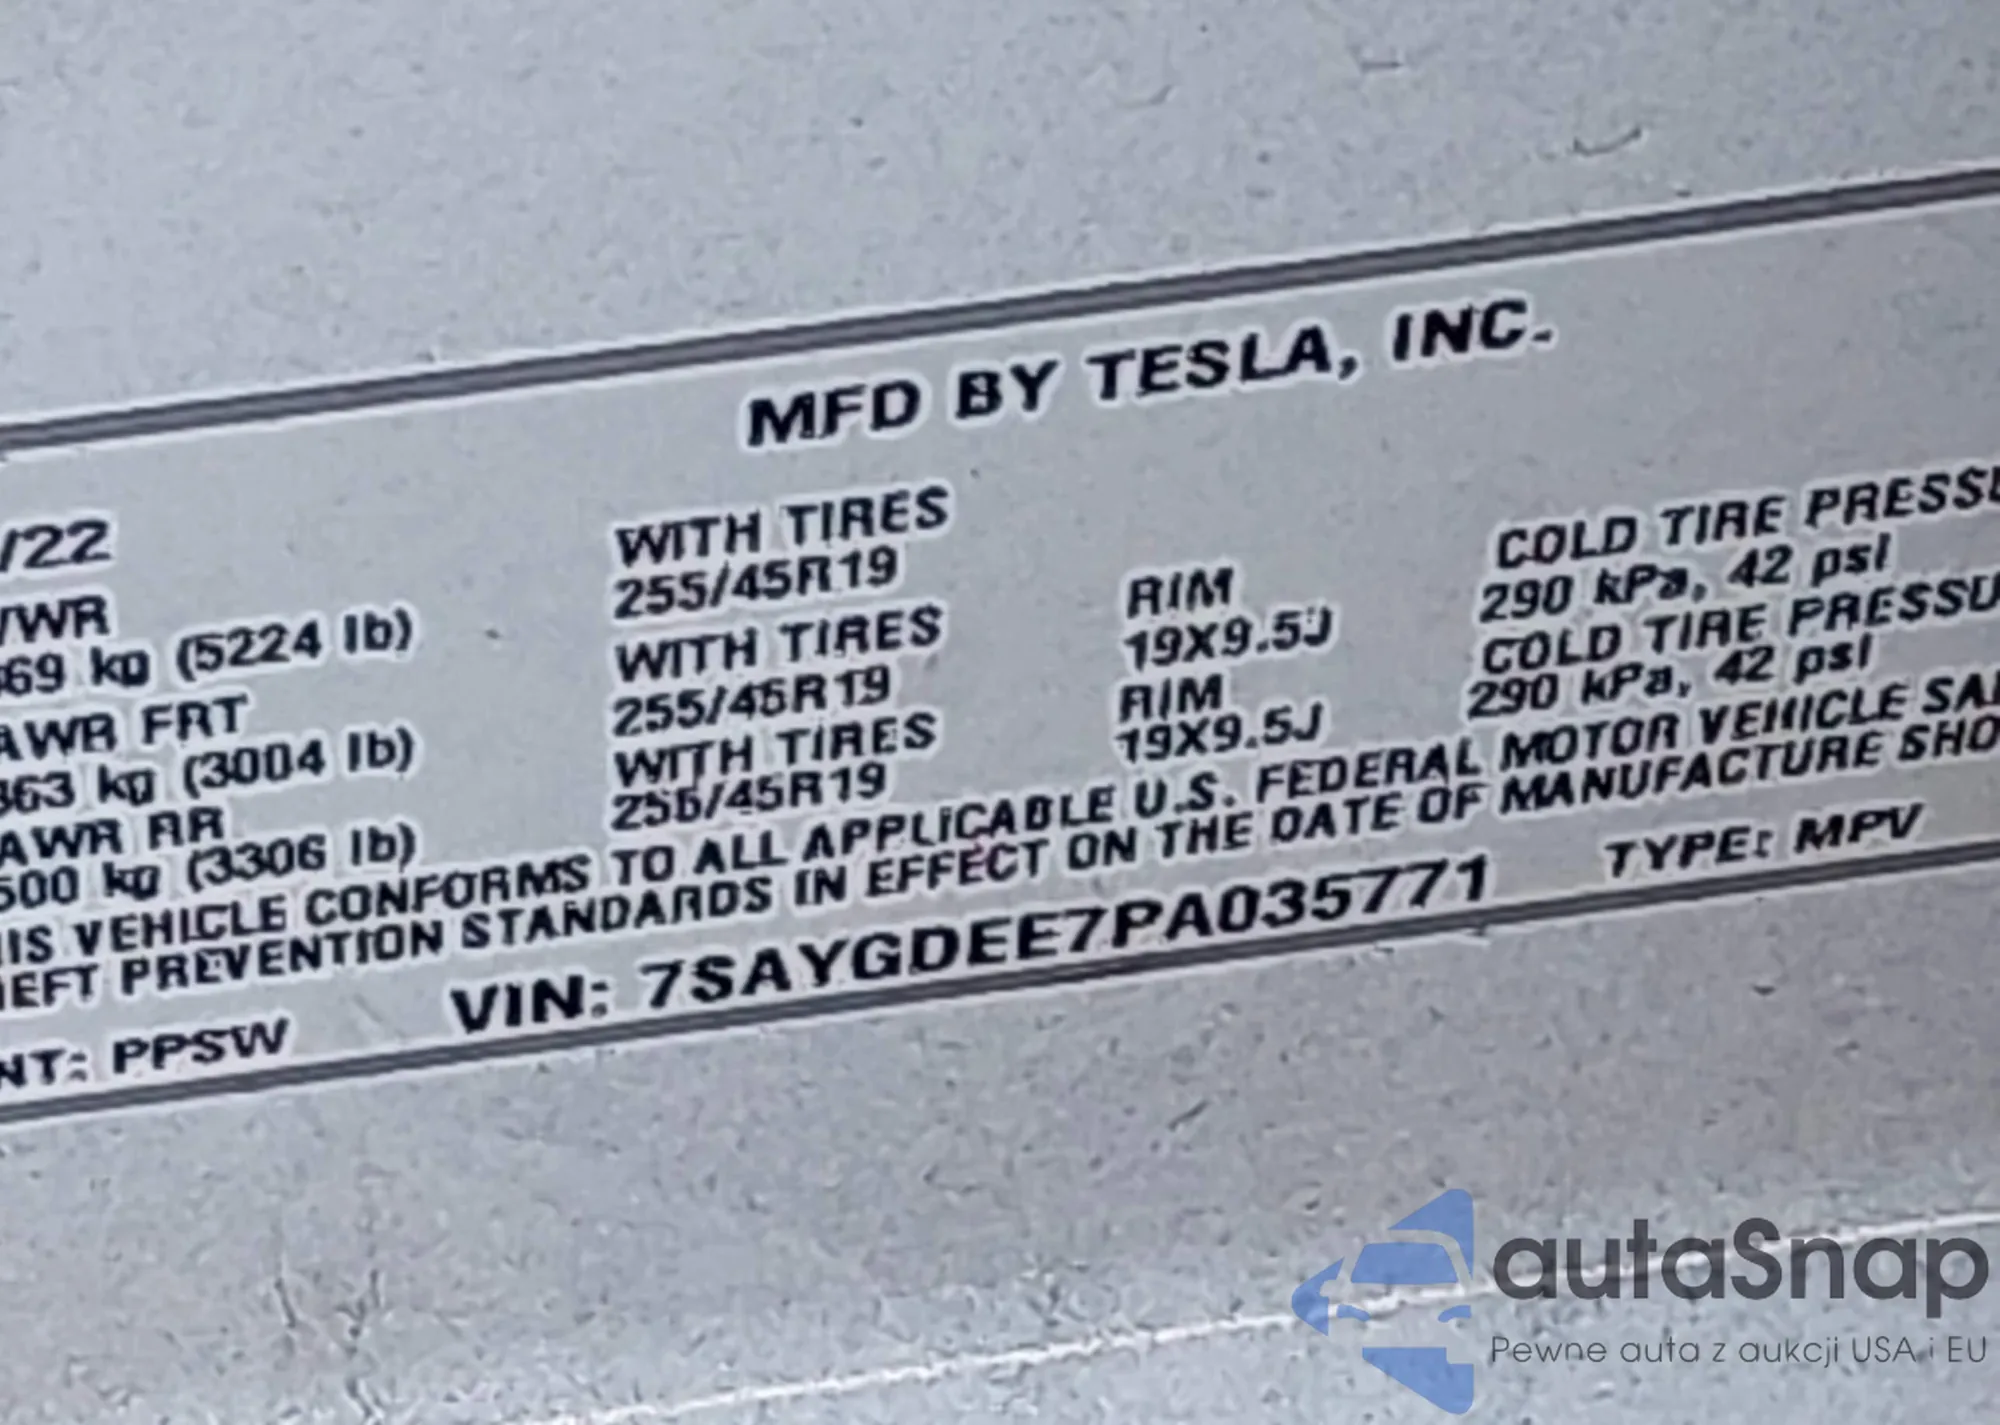 MFD BY TESLA, INC.
/22
VWR WITH TIRES
69 kg (5224 lb) 255/45R19 RIM COLD TIRE PRESSU
AWR FRT WITH TIRES 19X9.5J 290 kPa, 42 psi
363 kg (3004 lb) 255/45R19 RIM COLD TIRE PRESSU
AWR RR WITH TIRES 19X9.5J 290 kPa, 42 psi
500 kg (3306 lb) 255/45R19
IS VEHICLE CONFORMS TO ALL APPLICABLE U.S. FEDERAL MOTOR VEHICLE SAF
EFT PREVENTION STANDARDS IN EFFECT ON THE DATE OF MANUFACTURE SHO
NT: PPSW VIN: 7SAYGDEE7PA035771 TYPE: MPV
autaSnap
Pewne auta z aukcji USA i EU